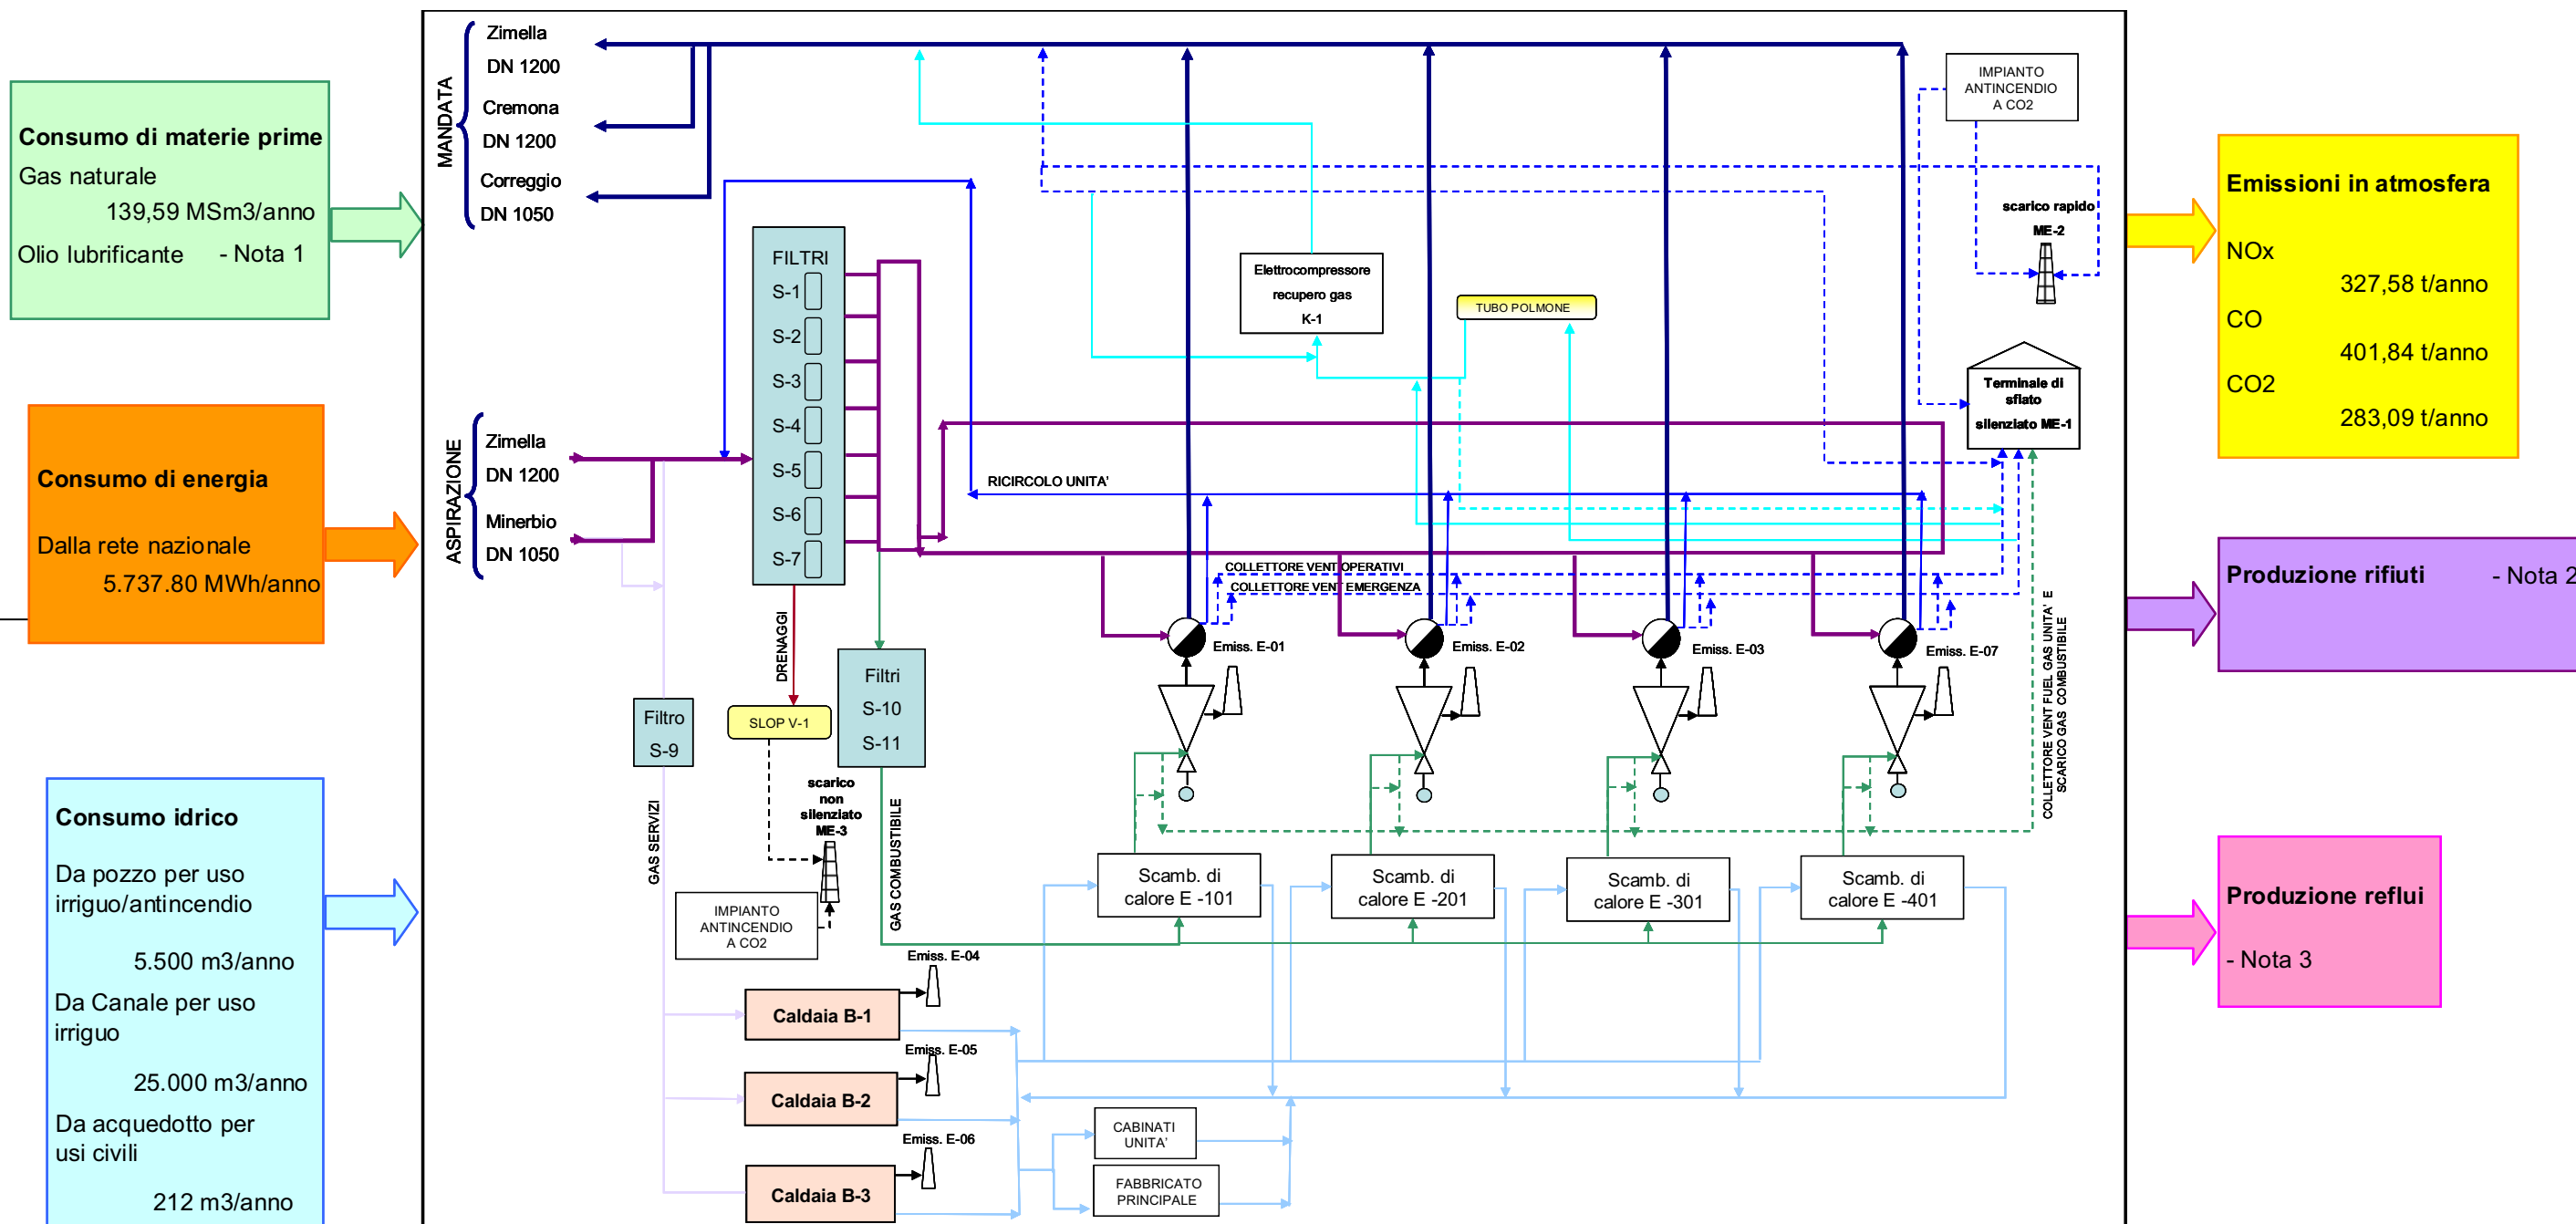 Consumo di materie prime
Gas naturale
139,59 MSm3/anno
Olio lubrificante - Nota 1
Consumo di energia
Dalla rete nazionale
5.737.80 MWh/anno
Consumo idrico
Da pozzo per uso
irriguo/antincendio
5.500 m3/anno
Da Canale per uso
irriguo
25.000 m3/anno
Da acquedotto per
usi civili
212 m3/anno
MANDATA
Zimella
DN 1200
Cremona
DN 1200
Correggio
DN 1050
ASPIRAZIONE
Zimella
DN 1200
Minerbio
DN 1050
FILTRI
S-1
S-2
S-3
S-4
S-5
S-6
S-7
DRENAGGI
Filtro
S-9
SLOP V-1
Filtri
S-10
S-11
GAS SERVIZI
scarico
non
silenziato
ME-3
GAS COMBUSTIBILE
IMPIANTO
ANTINCENDIO
A CO2
Emiss. E-04
Caldaia B-1
Emiss. E-05
Caldaia B-2
Emiss. E-06
Caldaia B-3
CABINATI
UNITA'
FABBRICATO
PRINCIPALE
Elettrocompressore
recupero gas
K-1
TUBO POLMONE
RICIRCOLO UNITA'
COLLETTORE VENT OPERATIVI
COLLETTORE VENT EMERGENZA
Emiss. E-01
Emiss. E-02
Emiss. E-03
Emiss. E-07
Scamb. di
calore E -101
Scamb. di
calore E -201
Scamb. di
calore E -301
Scamb. di
calore E -401
IMPIANTO
ANTINCENDIO
A CO2
scarico rapido
ME-2
Terminale di
sfiato
silenziato ME-1
COLLETTORE VENT FUEL GAS UNITA' E
SCARICO GAS COMBUSTIBILE
Emissioni in atmosfera
NOx
327,58 t/anno
CO
401,84 t/anno
CO2
283,09 t/anno
Produzione rifiuti - Nota 2
Produzione reflui
- Nota 3